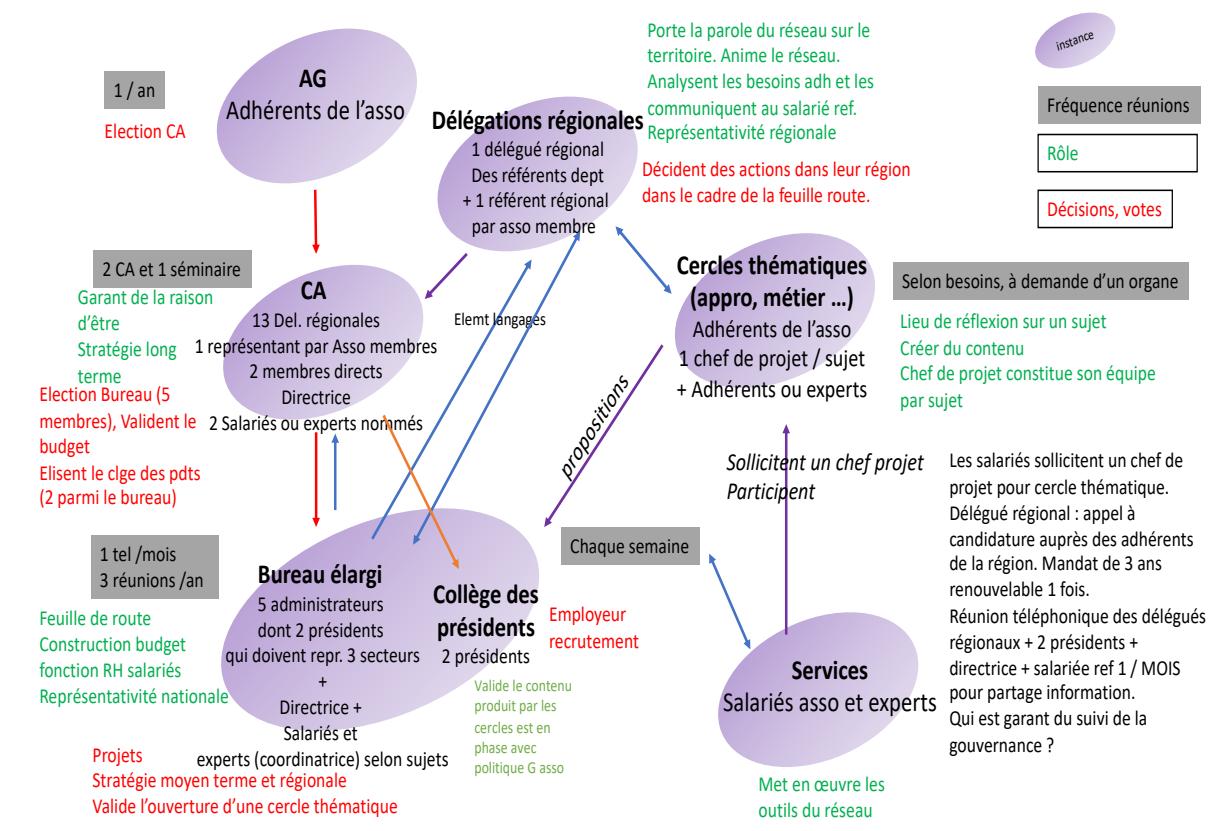 1 / an
Election CA
AG
Adhérents de l’asso
Délégations régionales
1 délégué régional
Des référents dept
+ 1 référent régional
par asso membre
Porte la parole du réseau sur le
territoire. Anime le réseau.
Analysent les besoins adh et les
communiquent au salarié ref.
Représentativité régionale
Décident des actions dans leur région
dans le cadre de la feuille route.
instance
Fréquence réunions
Rôle
Décisions, votes
2 CA et 1 séminaire
Garant de la raison
d’être
Stratégie long
terme
Election Bureau (5
membres), Valident le
budget
Elisent le clge des pdts
(2 parmi le bureau)
CA
13 Del. régionales
1 représentant par Asso membres
2 membres directs
Directrice
2 Salariés ou experts nommés
Elemt langages
Cercles thématiques
(appro, métier …)
Adhérents de l’asso
1 chef de projet / sujet
+ Adhérents ou experts
Selon besoins, à demande d’un organe
Lieu de réflexion sur un sujet
Créer du contenu
Chef de projet constitue son équipe
par sujet
propositions
Sollicitent un chef projet
Participent
Les salariés sollicitent un chef de
projet pour cercle thématique.
Délégué régional : appel à
candidature auprès des adhérents
de la région. Mandat de 3 ans
renouvelable 1 fois.
Réunion téléphonique des délégués
régionaux + 2 présidents +
directrice + salariée ref 1 / MOIS
pour partage information.
Qui est garant du suivi de la
gouvernance ?
1 tel /mois
3 réunions /an
Feuille de route
Construction budget
fonction RH salariés
Représentativité nationale
Bureau élargi
5 administrateurs
dont 2 présidents
qui doivent repr. 3 secteurs
+
Directrice +
Salariés et
experts (coordinatrice) selon sujets
Projets
Stratégie moyen terme et régionale
Valide l’ouverture d’une cercle thématique
Collège des
présidents
2 présidents
Valide le contenu
produit par les
cercles est en
phase avec
politique G asso
Employeur
recrutement
Chaque semaine
Services
Salariés asso et experts
Met en œuvre les
outils du réseau